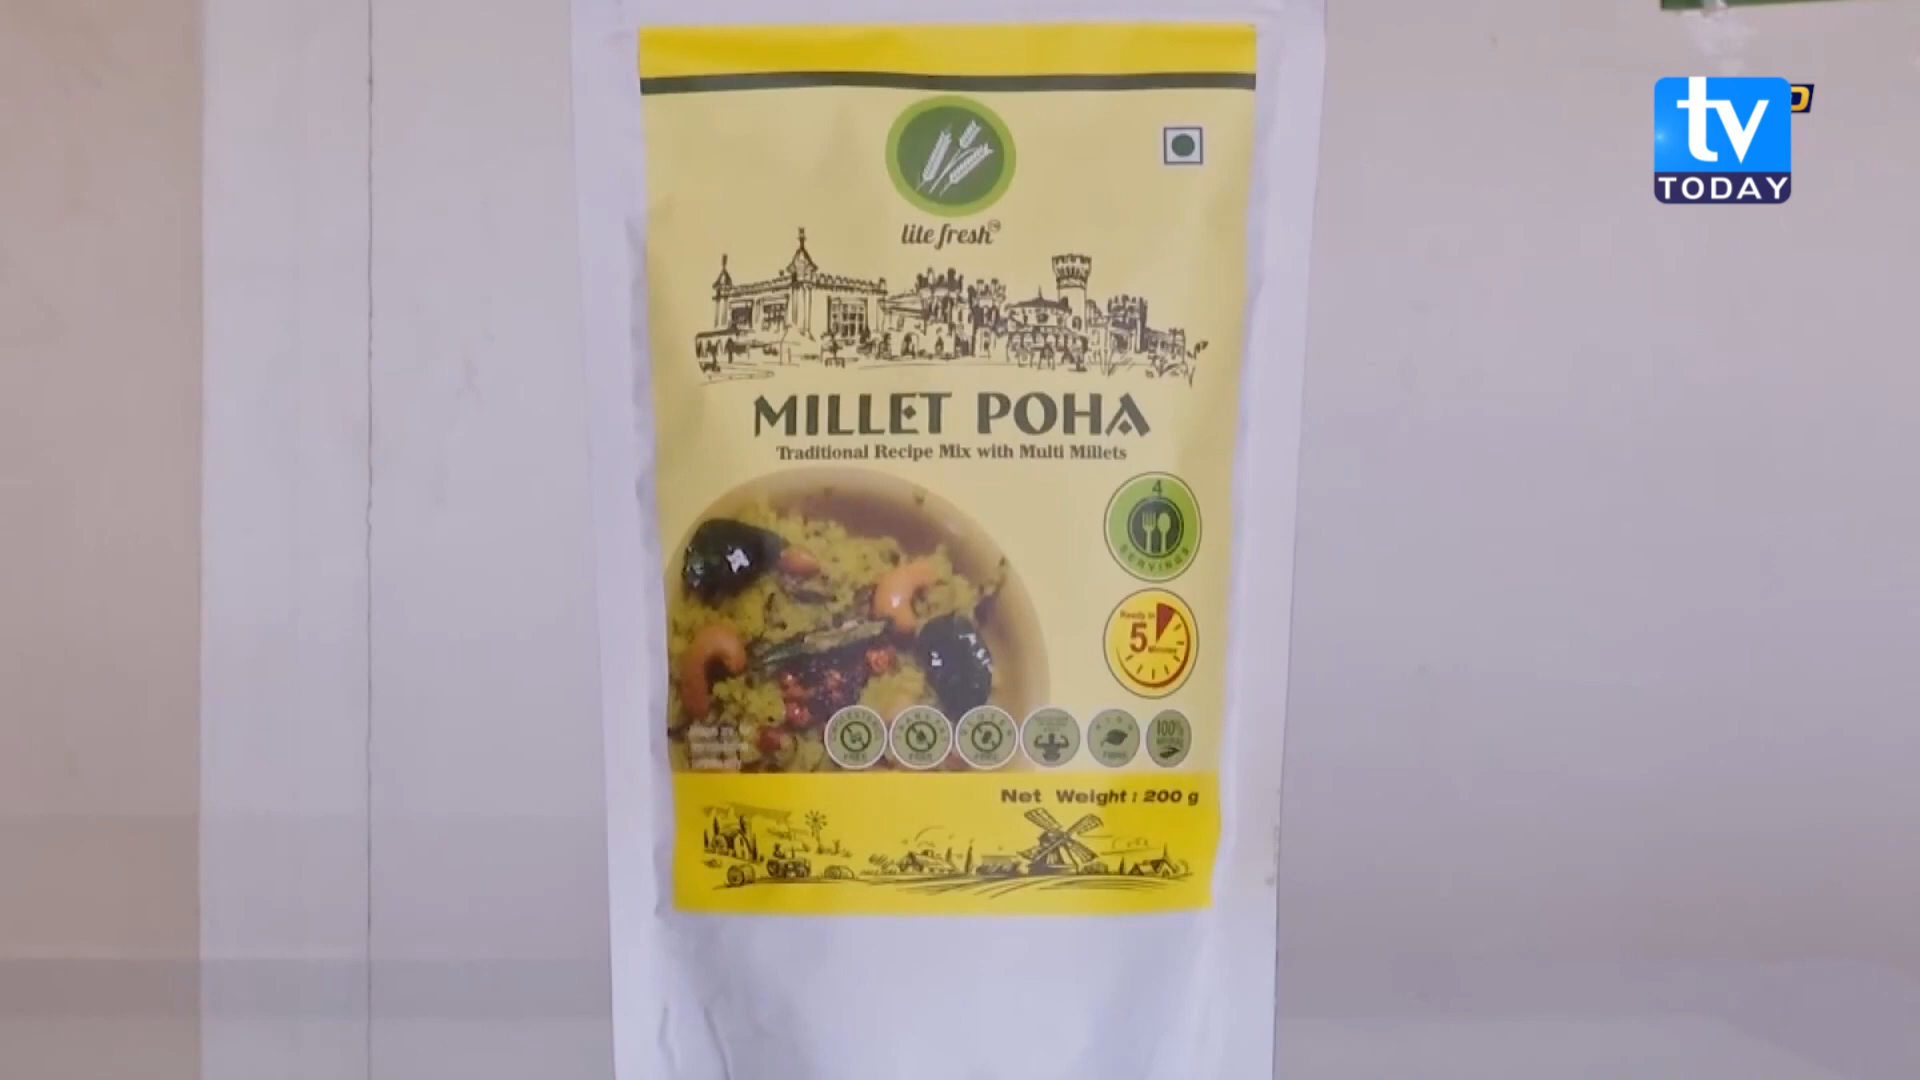 tv
TODAY
lite fresh
MILLET POHA
Traditional Recipe Mix with Multi Millets
4
SERVINGS
Ready in
5
Minutes
FREE
100%
NATURAL
Net Weight : 200 g